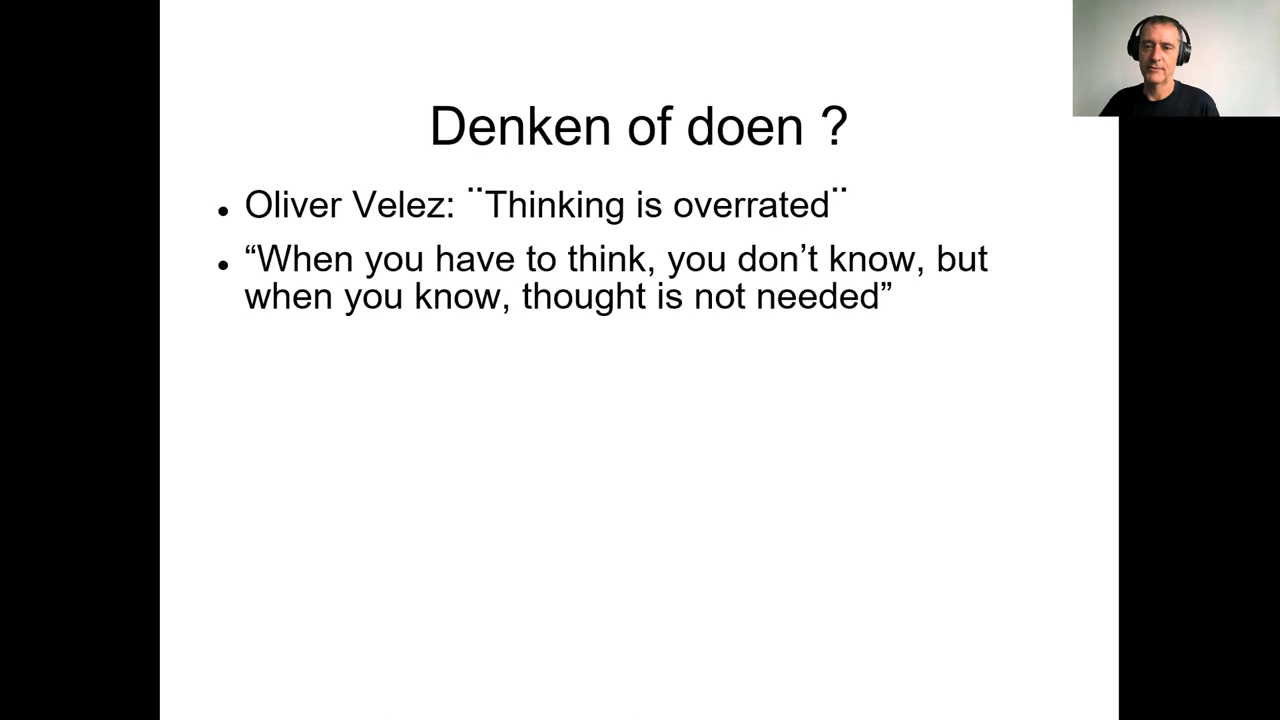 Denken of doen ?
• Oliver Velez: ¨Thinking is overrated¨
• “When you have to think, you don’t know, but
when you know, thought is not needed”